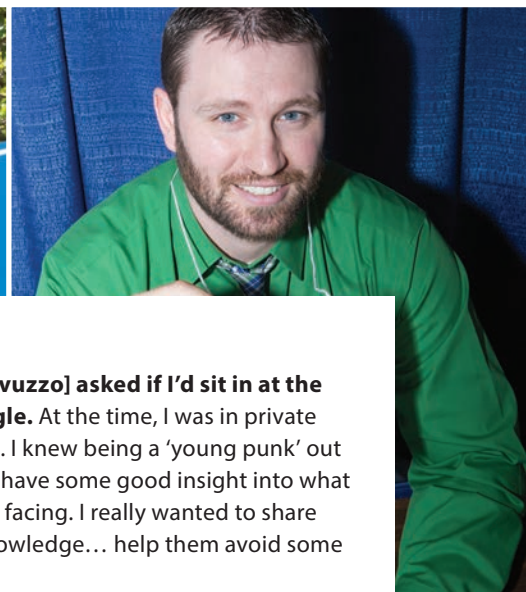 vuzzo] asked if I'd sit in at the
gle. At the time, I was in private
. I knew being a ‘young punk’ out
have some good insight into what
facing. I really wanted to share
owledge… help them avoid some